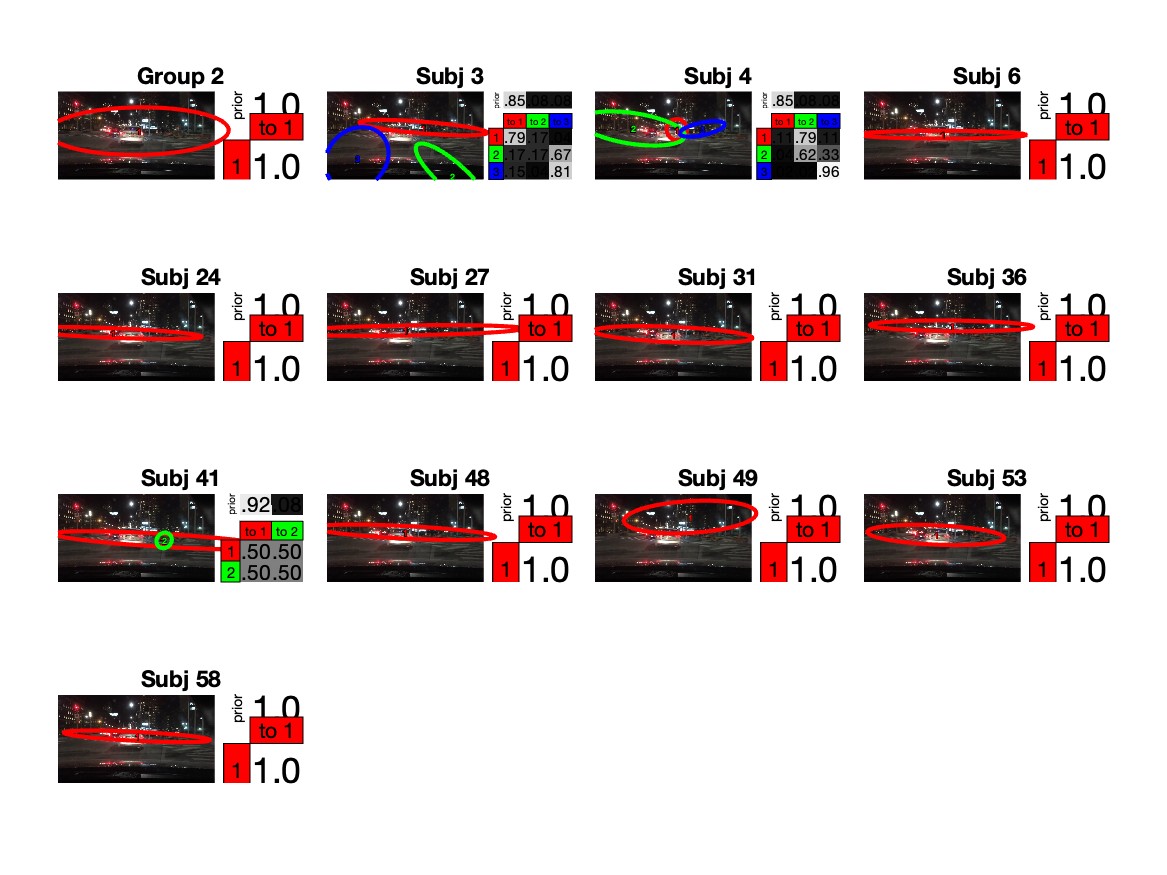 Group 2
prior
1.0
to 1
1
1.0
Subj 3
prior
.85 .08 .08
to 1 to 2 to 3
1 .79 .17 .04
2 .17 .17 .67
3 .15 .04 .81
Subj 4
prior
.85 .08 .08
to 1 to 2 to 3
1 .11 .79 .11
2 .04 .62 .33
3 .96
Subj 6
prior
1.0
to 1
1
1.0
Subj 24
prior
1.0
to 1
1
1.0
Subj 27
prior
1.0
to 1
1
1.0
Subj 31
prior
1.0
to 1
1
1.0
Subj 36
prior
1.0
to 1
1
1.0
Subj 41
prior
.92 .08
to 1 to 2
1 .50 .50
2 .50 .50
Subj 48
prior
1.0
to 1
1
1.0
Subj 49
prior
1.0
to 1
1
1.0
Subj 53
prior
1.0
to 1
1
1.0
Subj 58
prior
1.0
to 1
1
1.0